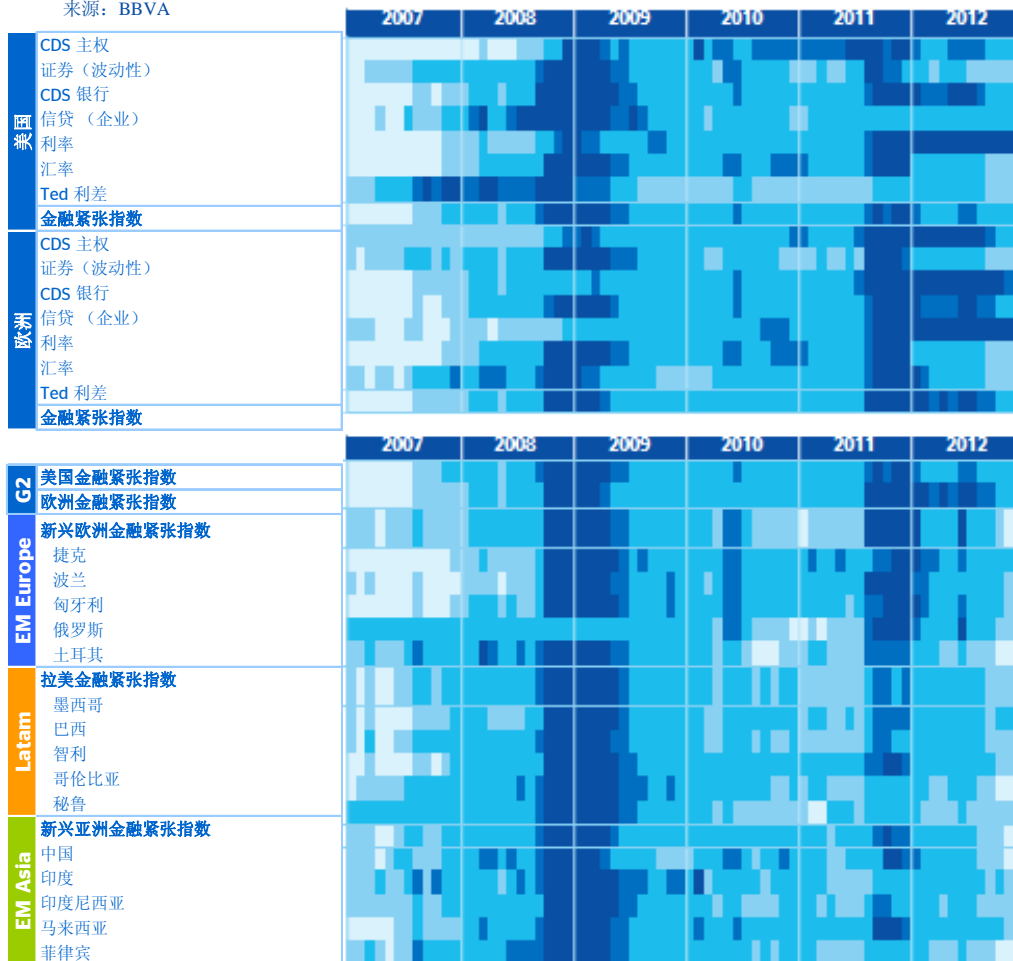 来源：BBVA
2007 2008 2009 2010 2011 2012
美国
CDS 主权
证券（波动性）
CDS 银行
信贷 （企业）
利率
汇率
Ted 利差
金融紧张指数
欧洲
CDS 主权
证券（波动性）
CDS 银行
信贷 （企业）
利率
汇率
Ted 利差
金融紧张指数
2007 2008 2009 2010 2011 2012
G2
美国金融紧张指数
欧洲金融紧张指数
EM Europe
新兴欧洲金融紧张指数
捷克
波兰
匈牙利
俄罗斯
土耳其
Latam
拉美金融紧张指数
墨西哥
巴西
智利
哥伦比亚
秘鲁
EM Asia
新兴亚洲金融紧张指数
中国
印度
印度尼西亚
马来西亚
菲律宾